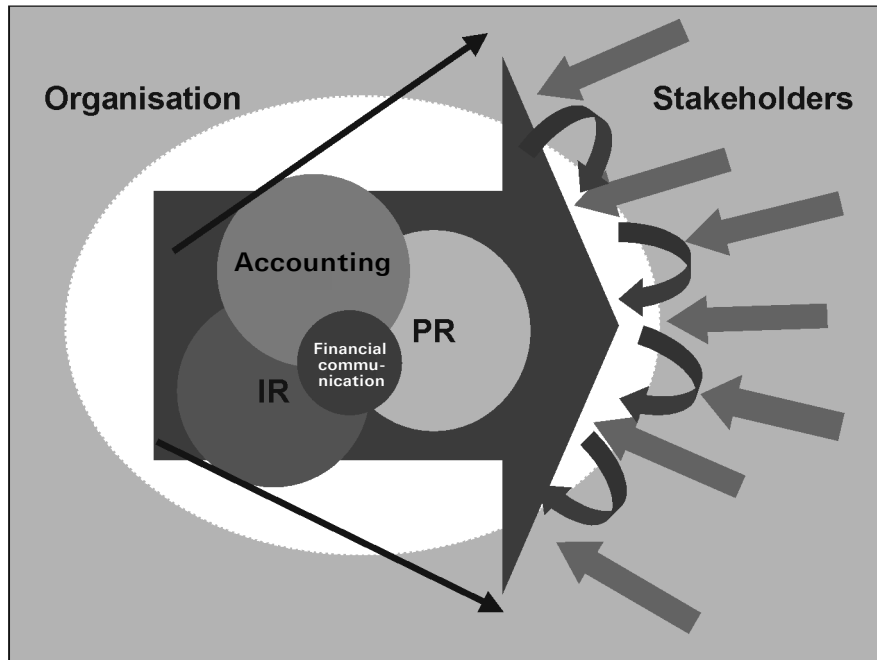 Organisation
Stakeholders
Accounting
PR
Financial
commu-
nication
IR